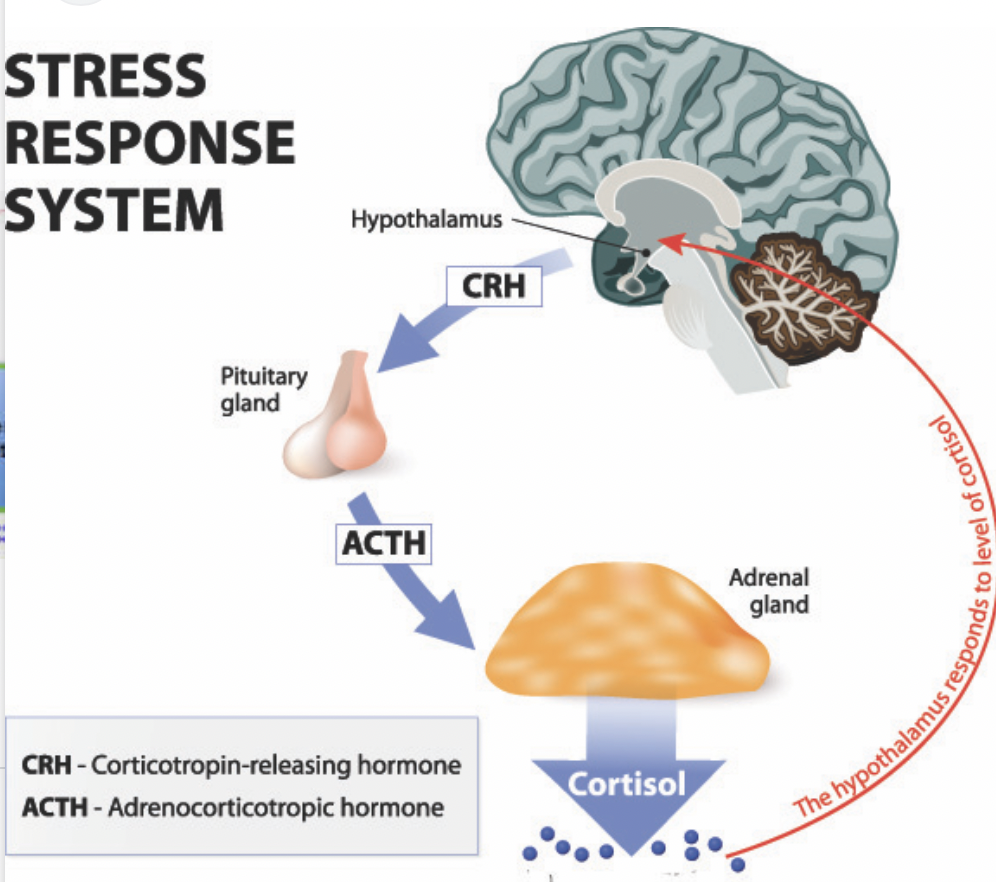 STRESS
RESPONSE
SYSTEM
Hypothalamus
CRH
Pituitary
gland
ACTH
Adrenal
gland
Cortisol
The hypothalamus responds to level of cortisol
CRH - Corticotropin-releasing hormone
ACTH - Adrenocorticotropic hormone